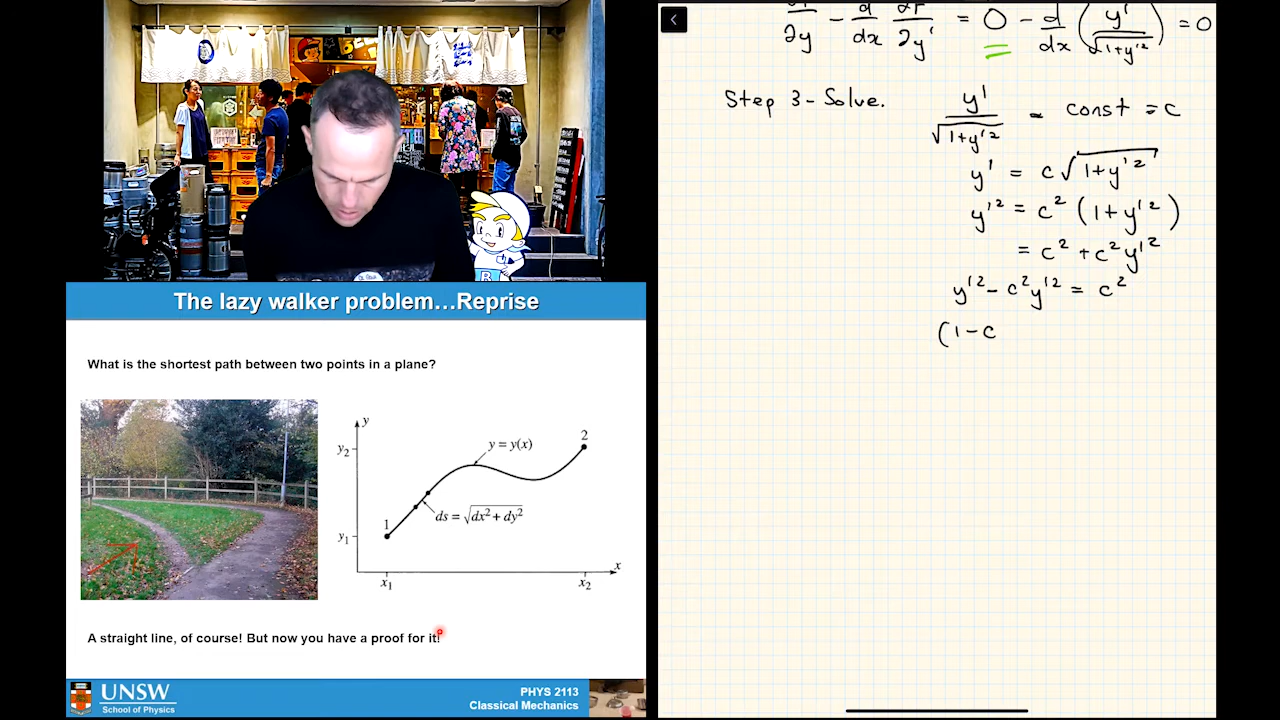 The lazy walker problem…Reprise
What is the shortest path between two points in a plane?
y
y₂
y₁
1
2
y = y(x)
ds = √(dx² + dy²)
x
x₁
x₂
A straight line, of course! But now you have a proof for it!
UNSW
School of Physics
PHYS 2113
Classical Mechanics
∂y - d/dx ∂F/∂y' = 0 - d/dx (y'/√(1+y'²)) = 0
Step 3 - Solve. y'/√(1+y'²) = const = c
y' = c√(1+y'²)
y'² = c² (1+y'²)
= c² + c²y'²
y'² - c²y'² = c²
(1 - c